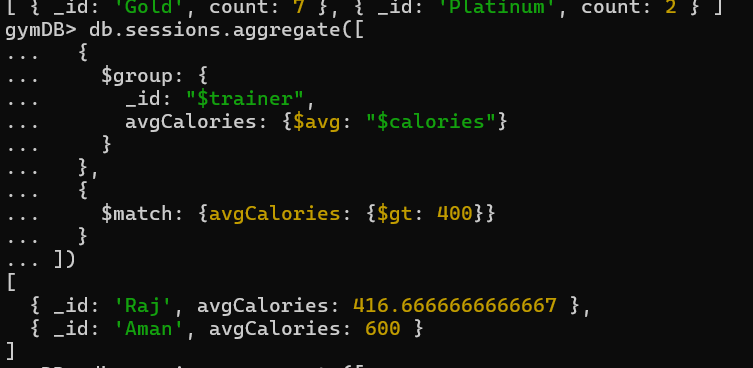 [ { _id: 'Gold', count: 7 }, { _id: 'Platinum', count: 2 } ]
gymDB> db.sessions.aggregate([
...   {
...     $group: {
...       _id: "$trainer",
...       avgCalories: {$avg: "$calories"}
...     }
...   },
...   {
...     $match: {avgCalories: {$gt: 400}}
...   }
... ])
[
  { _id: 'Raj', avgCalories: 416.6666666666667 },
  { _id: 'Aman', avgCalories: 600 }
]